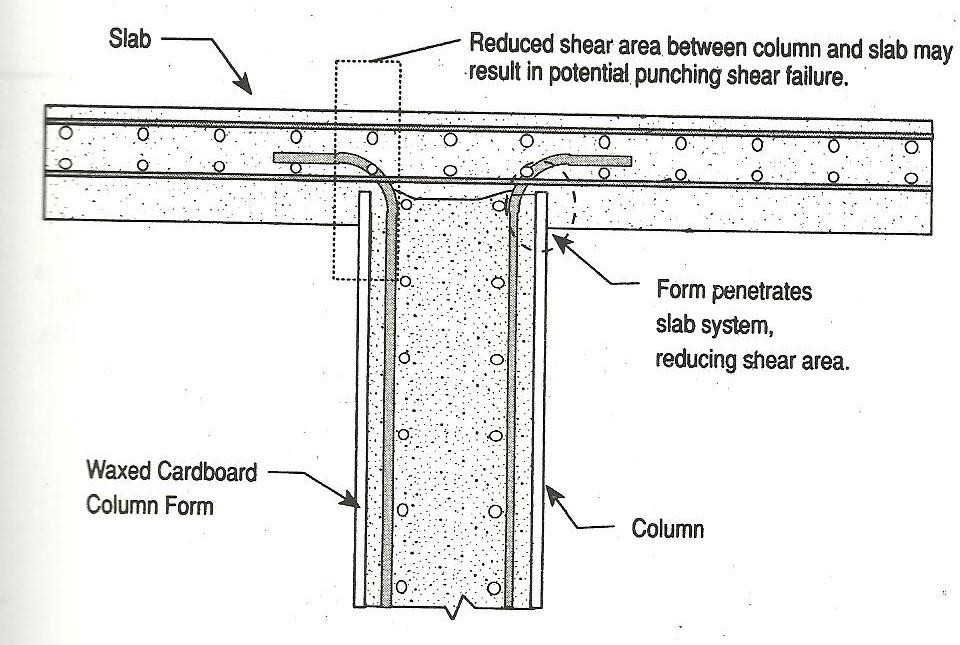 Slab
Reduced shear area between column and slab may
result in potential punching shear failure.
Form penetrates
slab system,
reducing shear area.
Waxed Cardboard
Column Form
Column